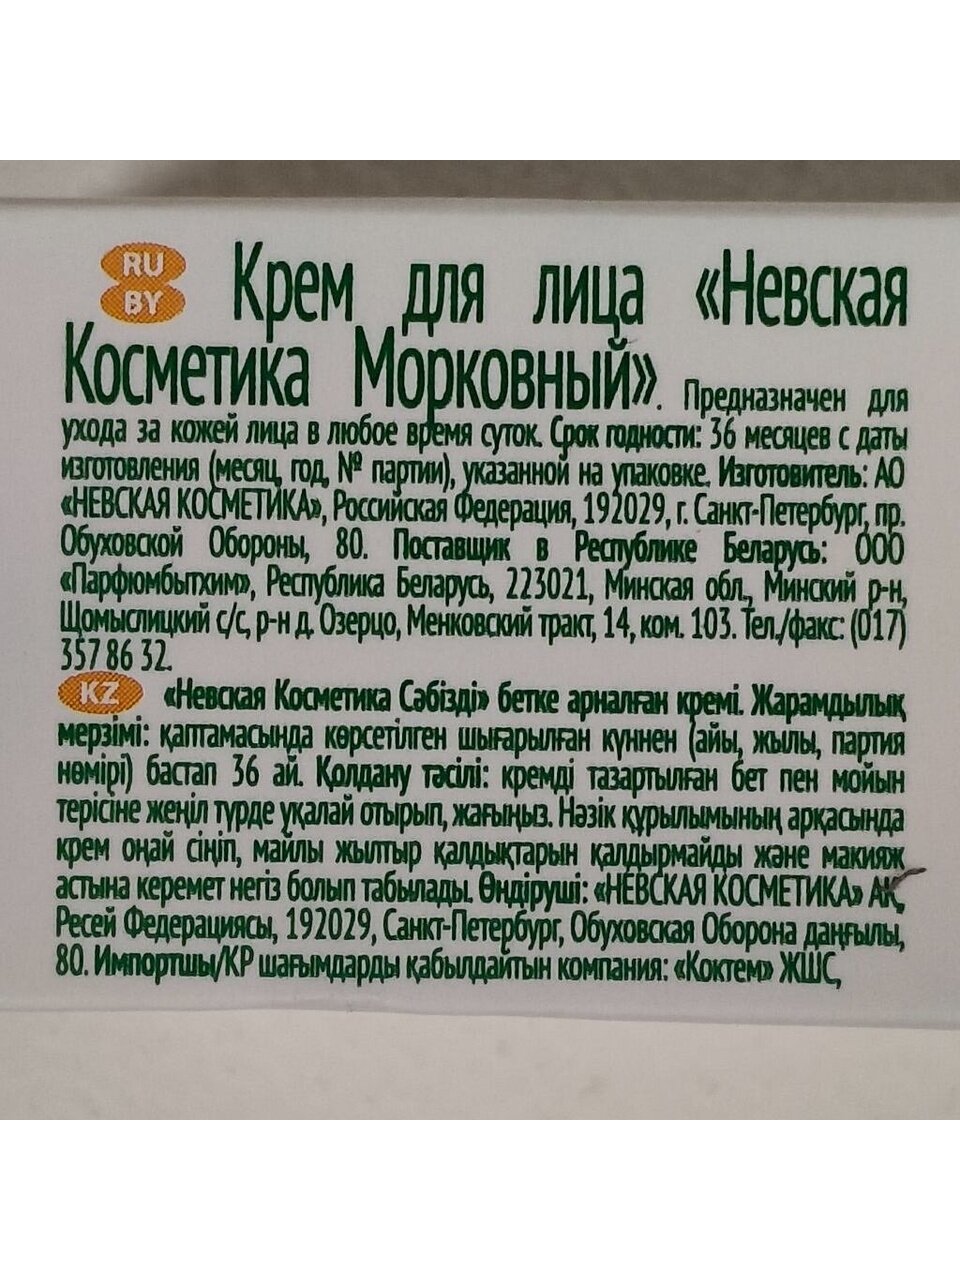 RU
BY
Крем для лица «Невская
Косметика Морковный». Предназначен для
ухода за кожей лица в любое время суток. Срок годности: 36 месяцев с даты
изготовления (месяц, год, № партии), указанной на упаковке. Изготовитель: АО
«НЕВСКАЯ КОСМЕТИКА», Российская Федерация, 192029, г. Санкт-Петербург, пр.
Обуховской Обороны, 80. Поставщик в Республике Беларусь: ООО
«Парфюмбытхим», Республика Беларусь, 223021, Минская обл., Минский р-н,
Щомыслицкий с/с, р-н д. Озерцо, Менковский тракт, 14, ком. 103. Тел./факс: (017)
357 86 32.
KZ «Невская Косметика Сәбізді» бетке арналған кремі. Жарамдылық
мерзімі: қаптамасында көрсетілген шығарылған күннен (айы, жылы, партия
нөмірі) бастап 36 ай. Қолдану тәсілі: кремді тазартылған бет пен мойын
терісіне жеңіл түрде уқалай отырып, жағыңыз. Нәзік құрылымының арқасында
крем оңай сіңіп, майлы жылтыр қалдықтарын қалдырмайды және макияж
астына керемет негіз болып табылады. Өндіруші: «НЕВСКАЯ КОСМЕТИКА» АҚ,
Ресей Федерациясы, 192029, Санкт-Петербург, Обуховская Оборона даңғылы,
80. Импортшы/ҚР шағымдарды қабылдайтын компания: «Коктем» ЖШС,